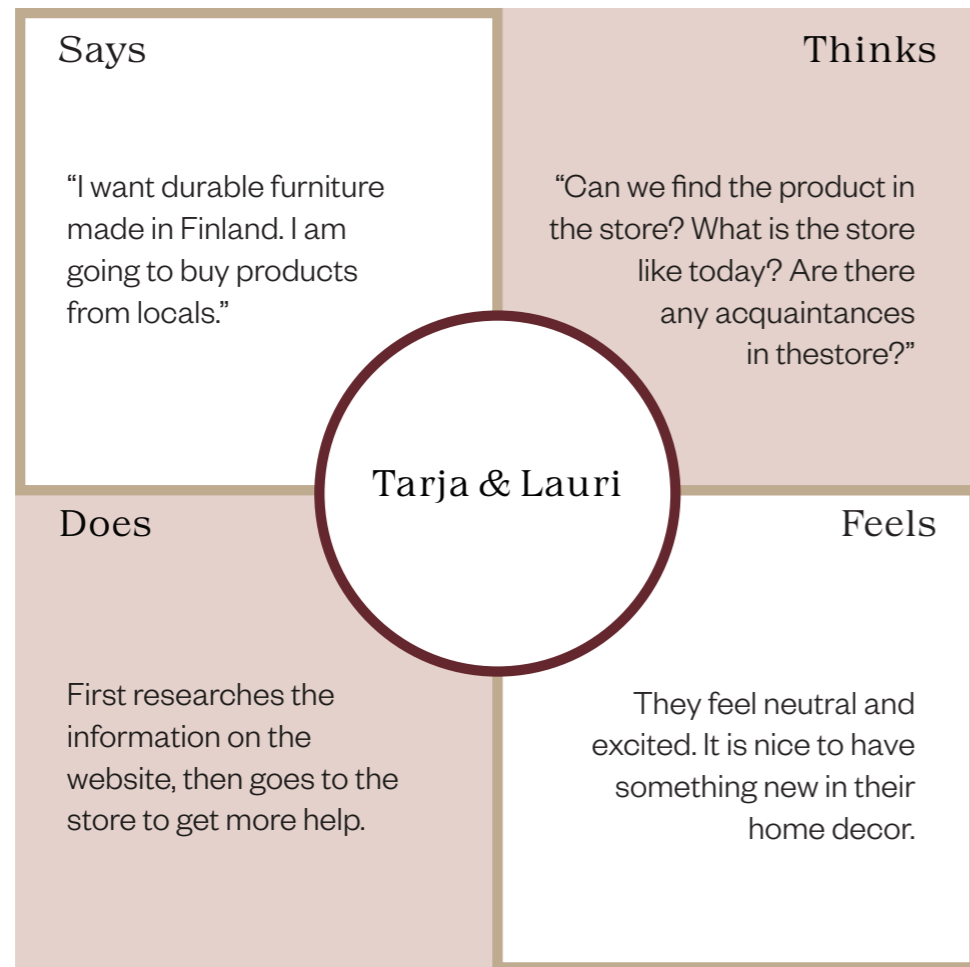 Says
“I want durable furniture
made in Finland. I am
going to buy products
from locals.”
Thinks
“Can we find the product in
the store? What is the store
like today? Are there
any acquaintances
in thestore?”
Tarja & Lauri
Does
First researches the
information on the
website, then goes to the
store to get more help.
Feels
They feel neutral and
excited. It is nice to have
something new in their
home decor.